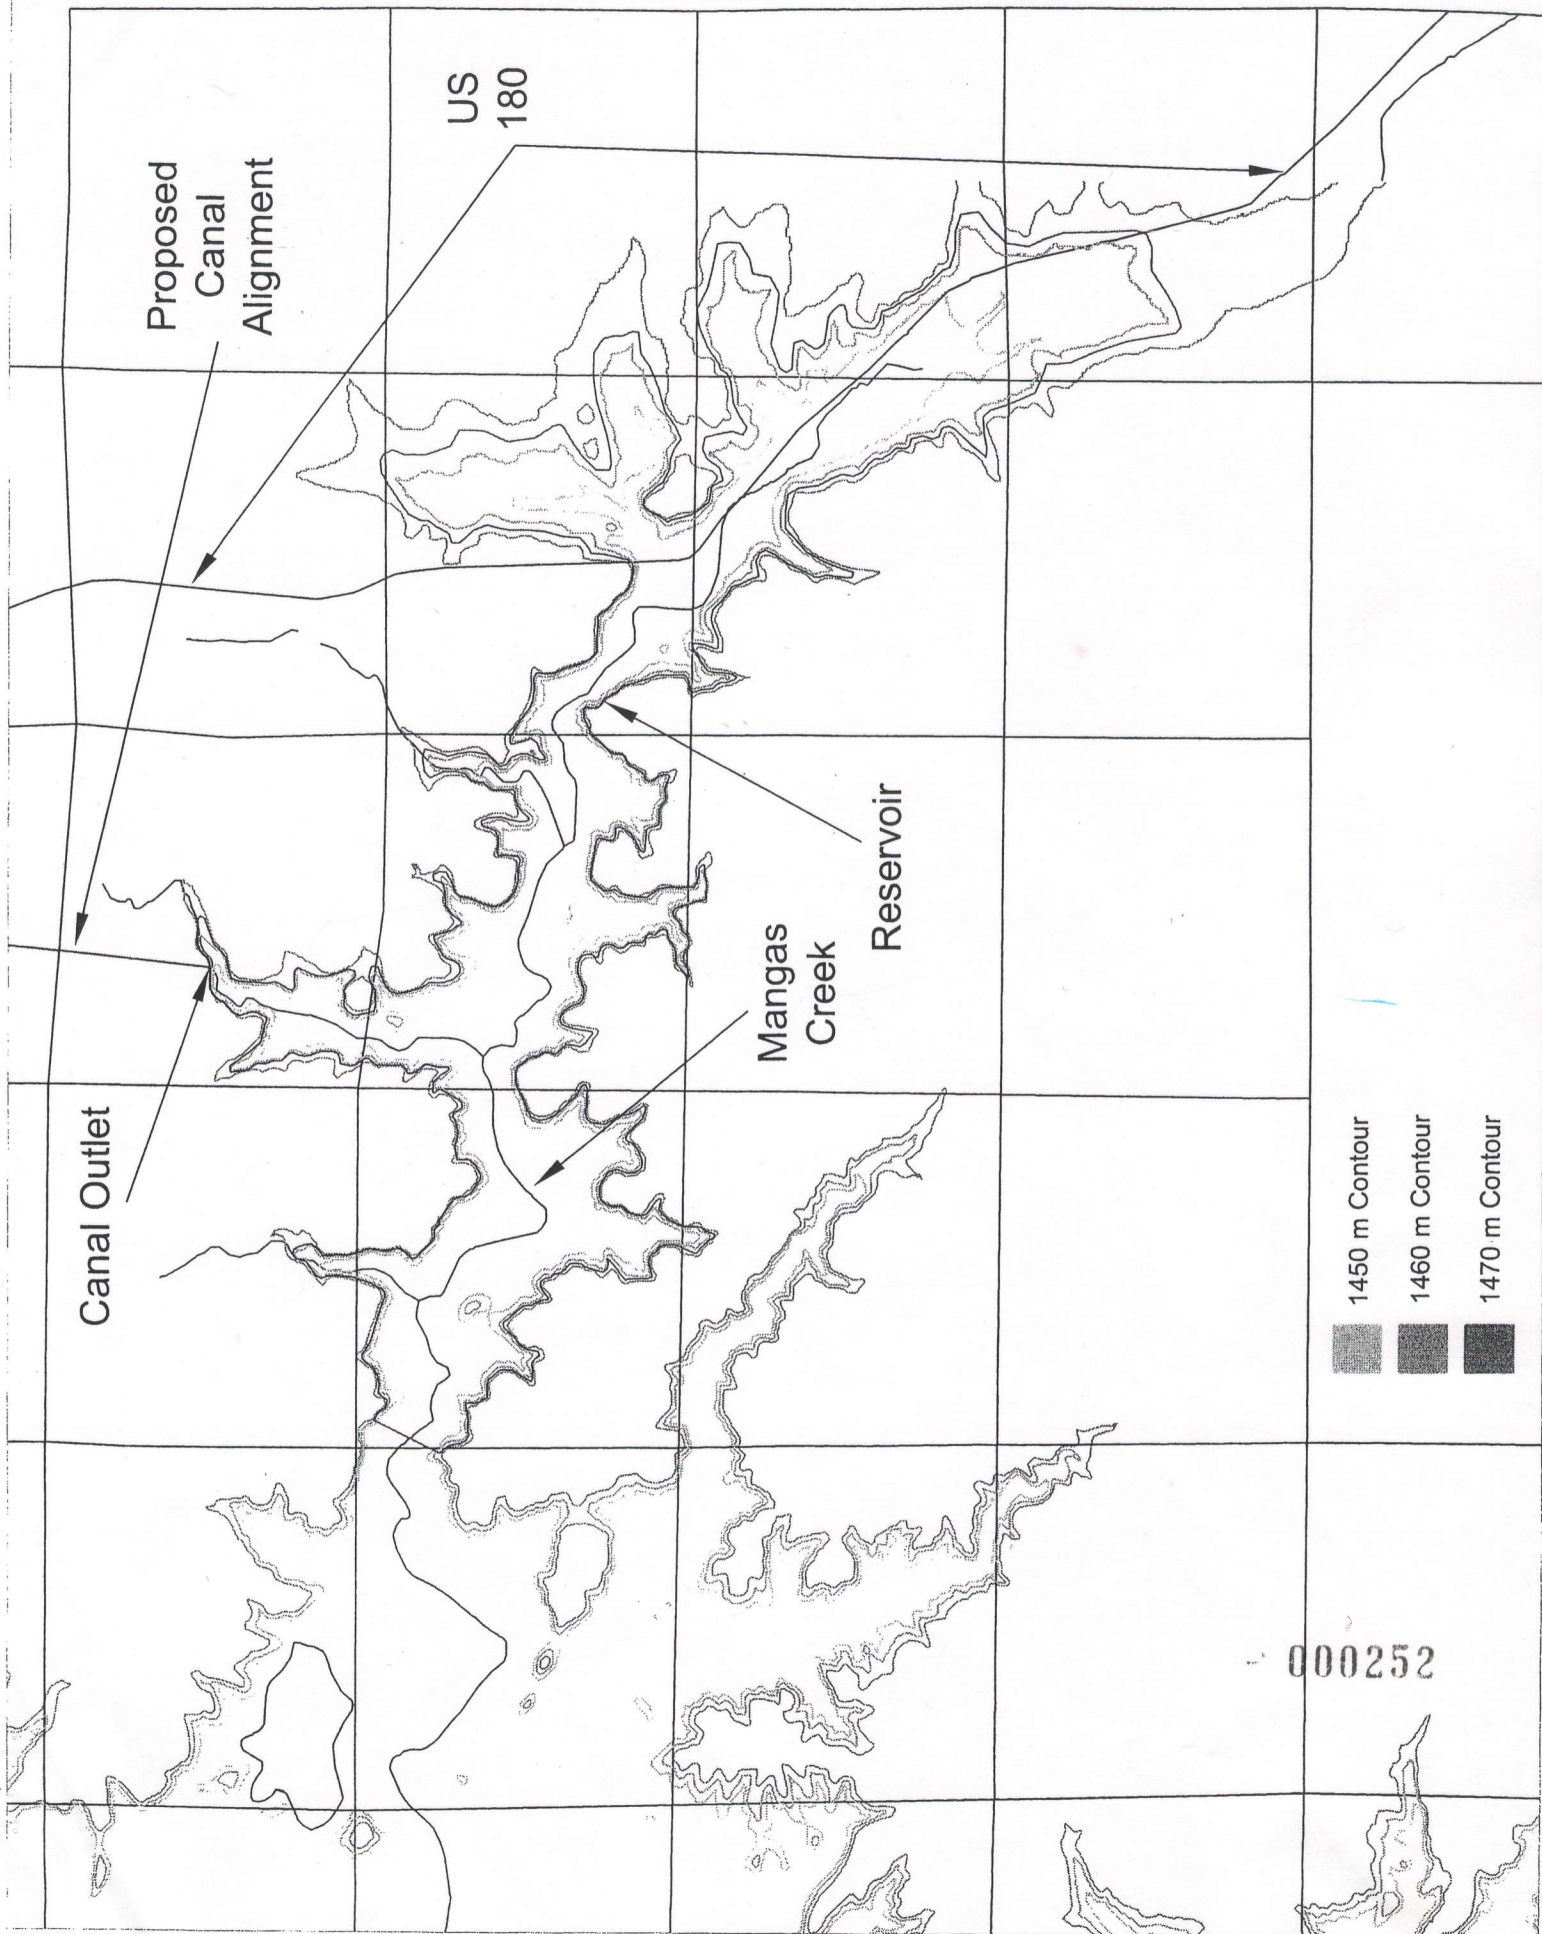 US
180
Proposed
Canal
Alignment
Canal Outlet
Reservoir
Mangas
Creek
1450 m Contour
1460 m Contour
1470 m Contour
000252